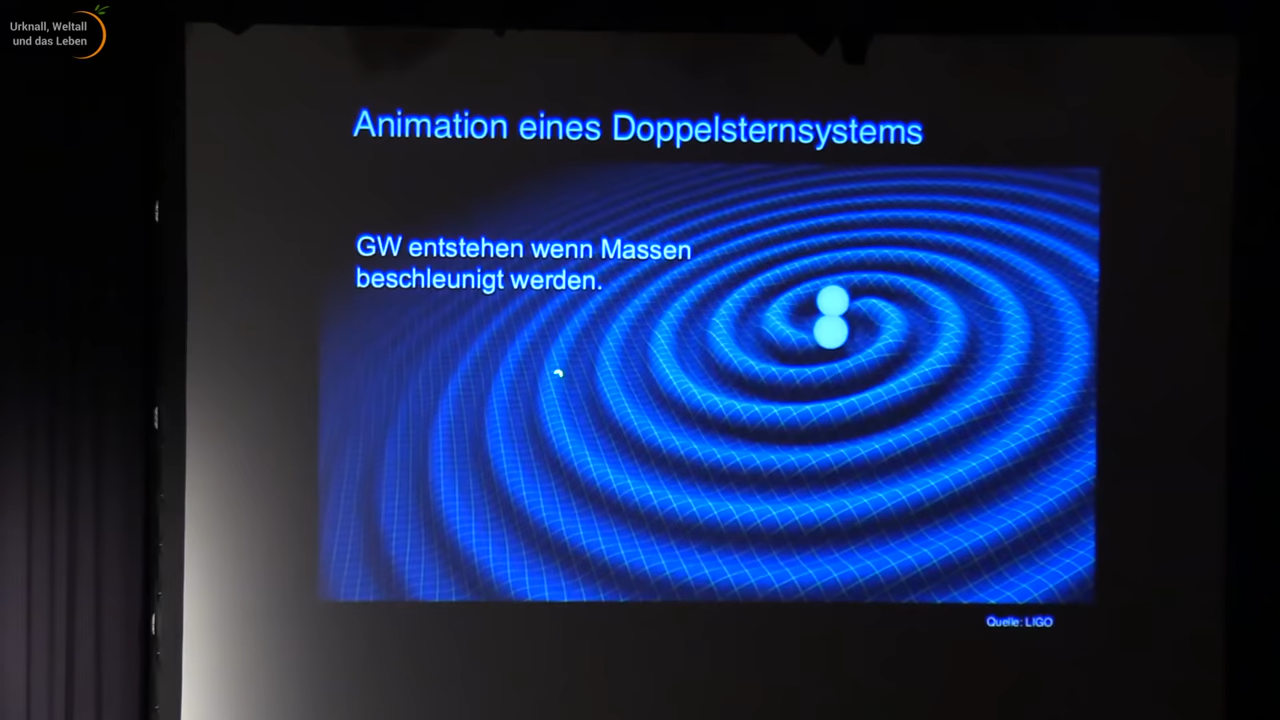 Urknall, Weltall
und das Leben
Animation eines Doppelsternsystems
GW entstehen wenn Massen
beschleunigt werden.
Quelle: LIGO